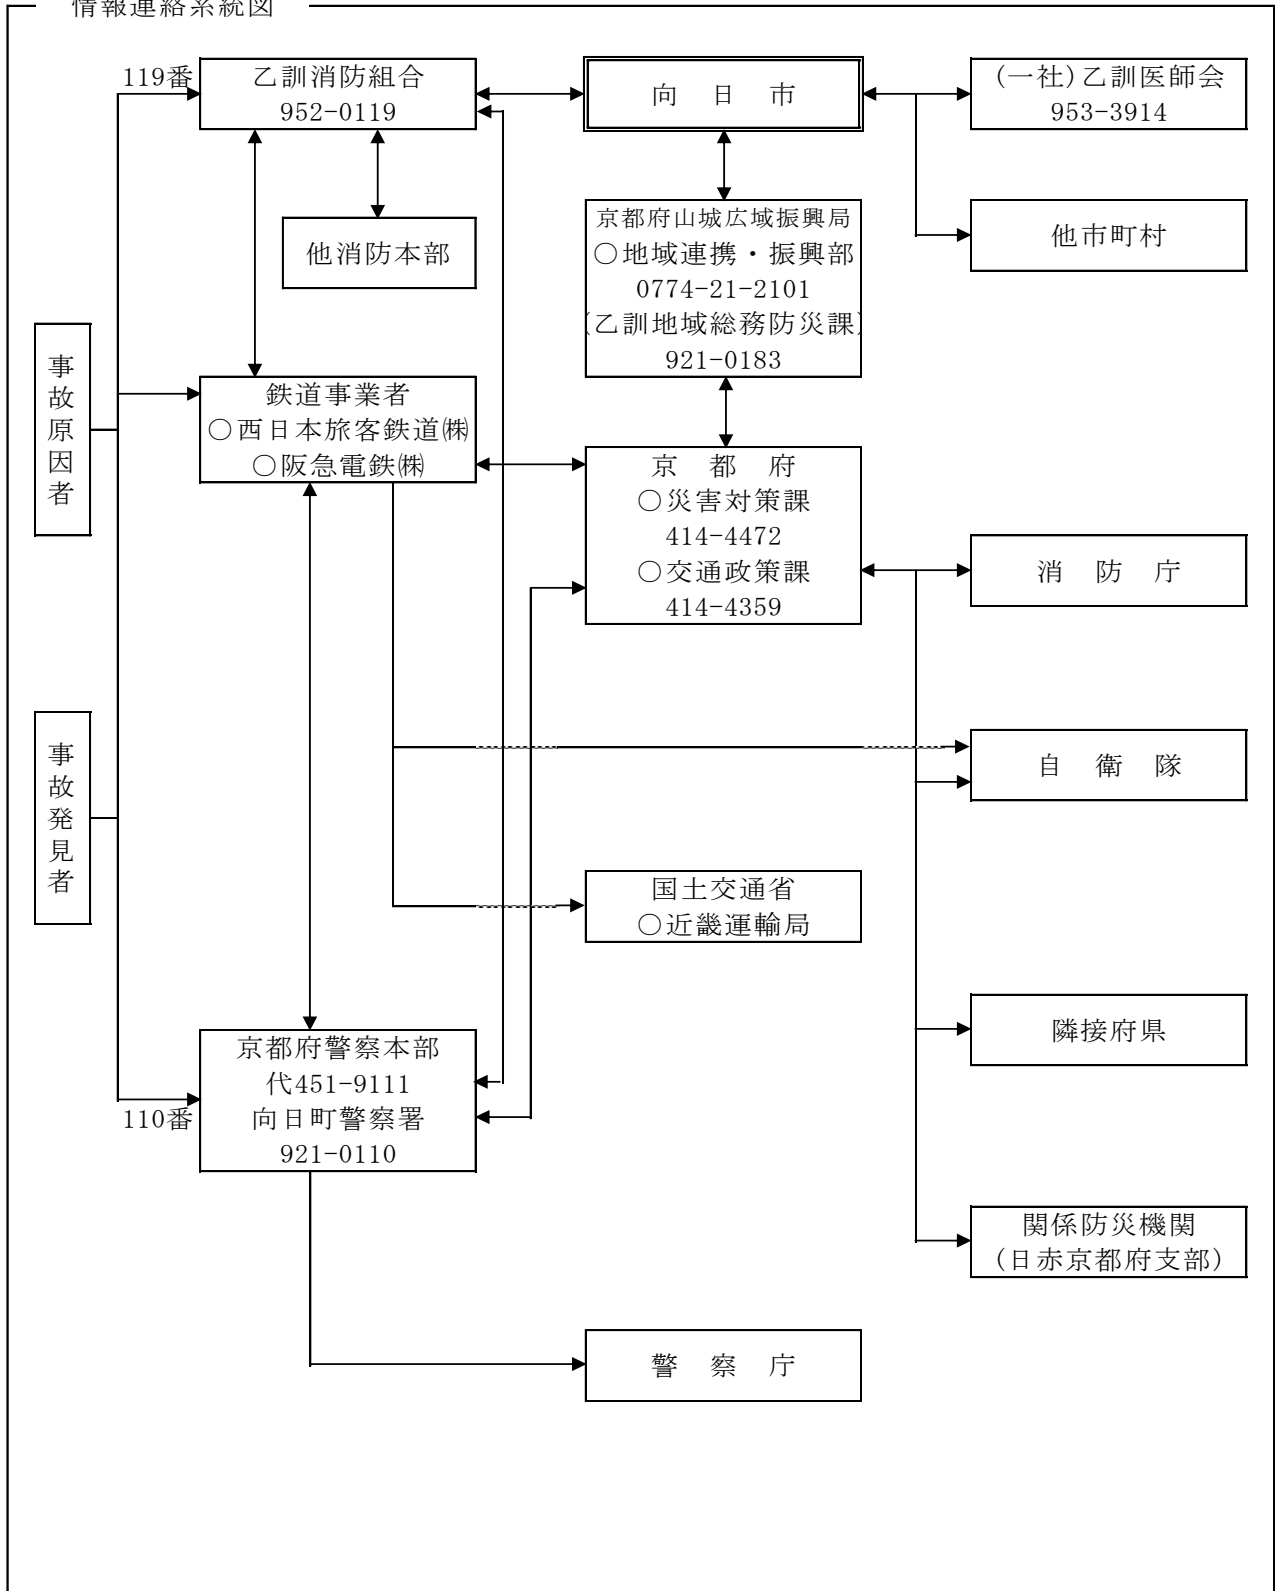 情報連絡系統図
119番
乙訓消防組合
952-0119
向　日　市
(一社)乙訓医師会
953-3914
他消防本部
京都府山城広域振興局
○地域連携・振興部
0774-21-2101
(乙訓地域総務防災課)
921-0183
他市町村
事故原因者
鉄道事業者
○西日本旅客鉄道㈱
○阪急電鉄㈱
京　都　府
○災害対策課
414-4472
○交通政策課
414-4359
消　防　庁
事故発見者
自　衛　隊
国土交通省
○近畿運輸局
隣接府県
110番
京都府警察本部
代451-9111
向日町警察署
921-0110
関係防災機関
(日赤京都府支部)
警　察　庁